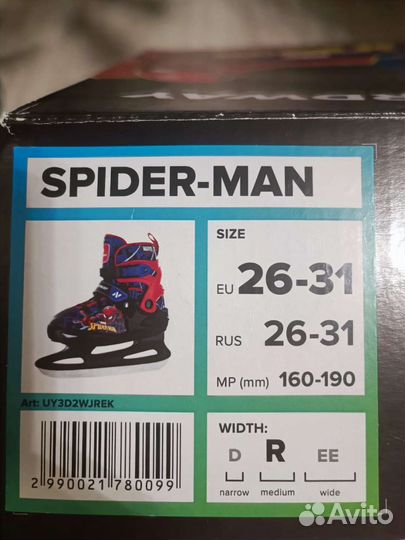 SPIDER-MAN
SIZE
EU 26-31
RUS 26-31
MP (mm) 160-190
Art: UY3D2WJREK
WIDTH:
D R EE
narrow medium wide
2 990021 780099
Avito